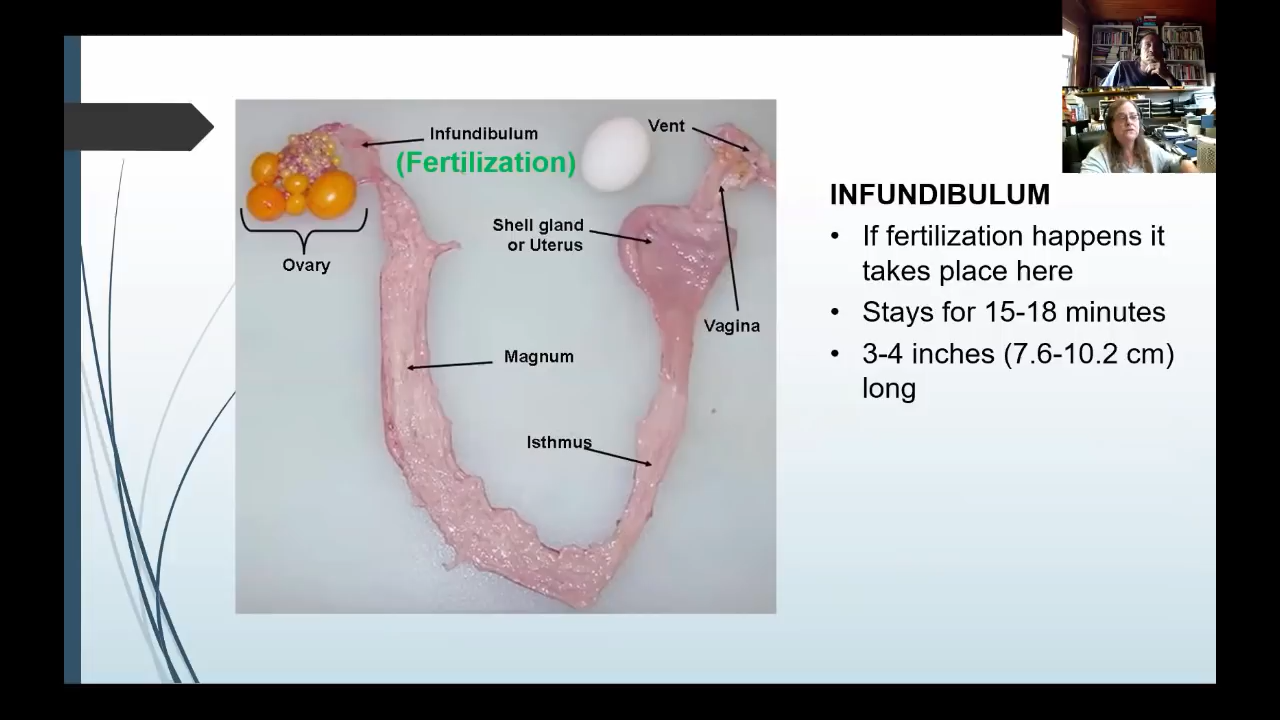 Infundibulum
(Fertilization)
Vent
Shell gland
or Uterus
Ovary
Vagina
Magnum
Isthmus
INFUNDIBULUM
• If fertilization happens it
takes place here
• Stays for 15-18 minutes
• 3-4 inches (7.6-10.2 cm)
long